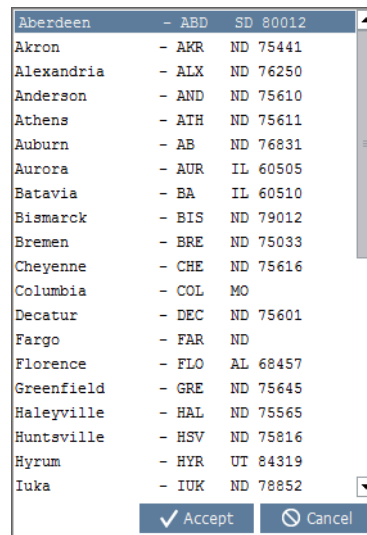 Aberdeen - ABD SD 80012
Akron - AKR ND 75441
Alexandria - ALX ND 76250
Anderson - AND ND 75610
Athens - ATH ND 75611
Auburn - AB ND 76831
Aurora - AUR IL 60505
Batavia - BA IL 60510
Bismarck - BIS ND 79012
Bremen - BRE ND 75033
Cheyenne - CHE ND 75616
Columbia - COL MO
Decatur - DEC ND 75601
Fargo - FAR ND
Florence - FLO AL 68457
Greenfield - GRE ND 75645
Haleyville - HAL ND 75565
Huntsville - HSV ND 75816
Hyrum - HYR UT 84319
Iuka - IUK ND 78852
Accept Cancel